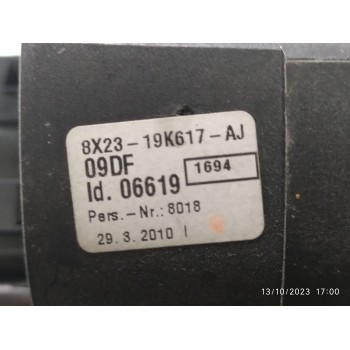 8X23-19K617-AJ
09DF
Id. 06619 1694
Pers.-Nr.: 8018
29.3.2010 I
13/10/2023 17:00